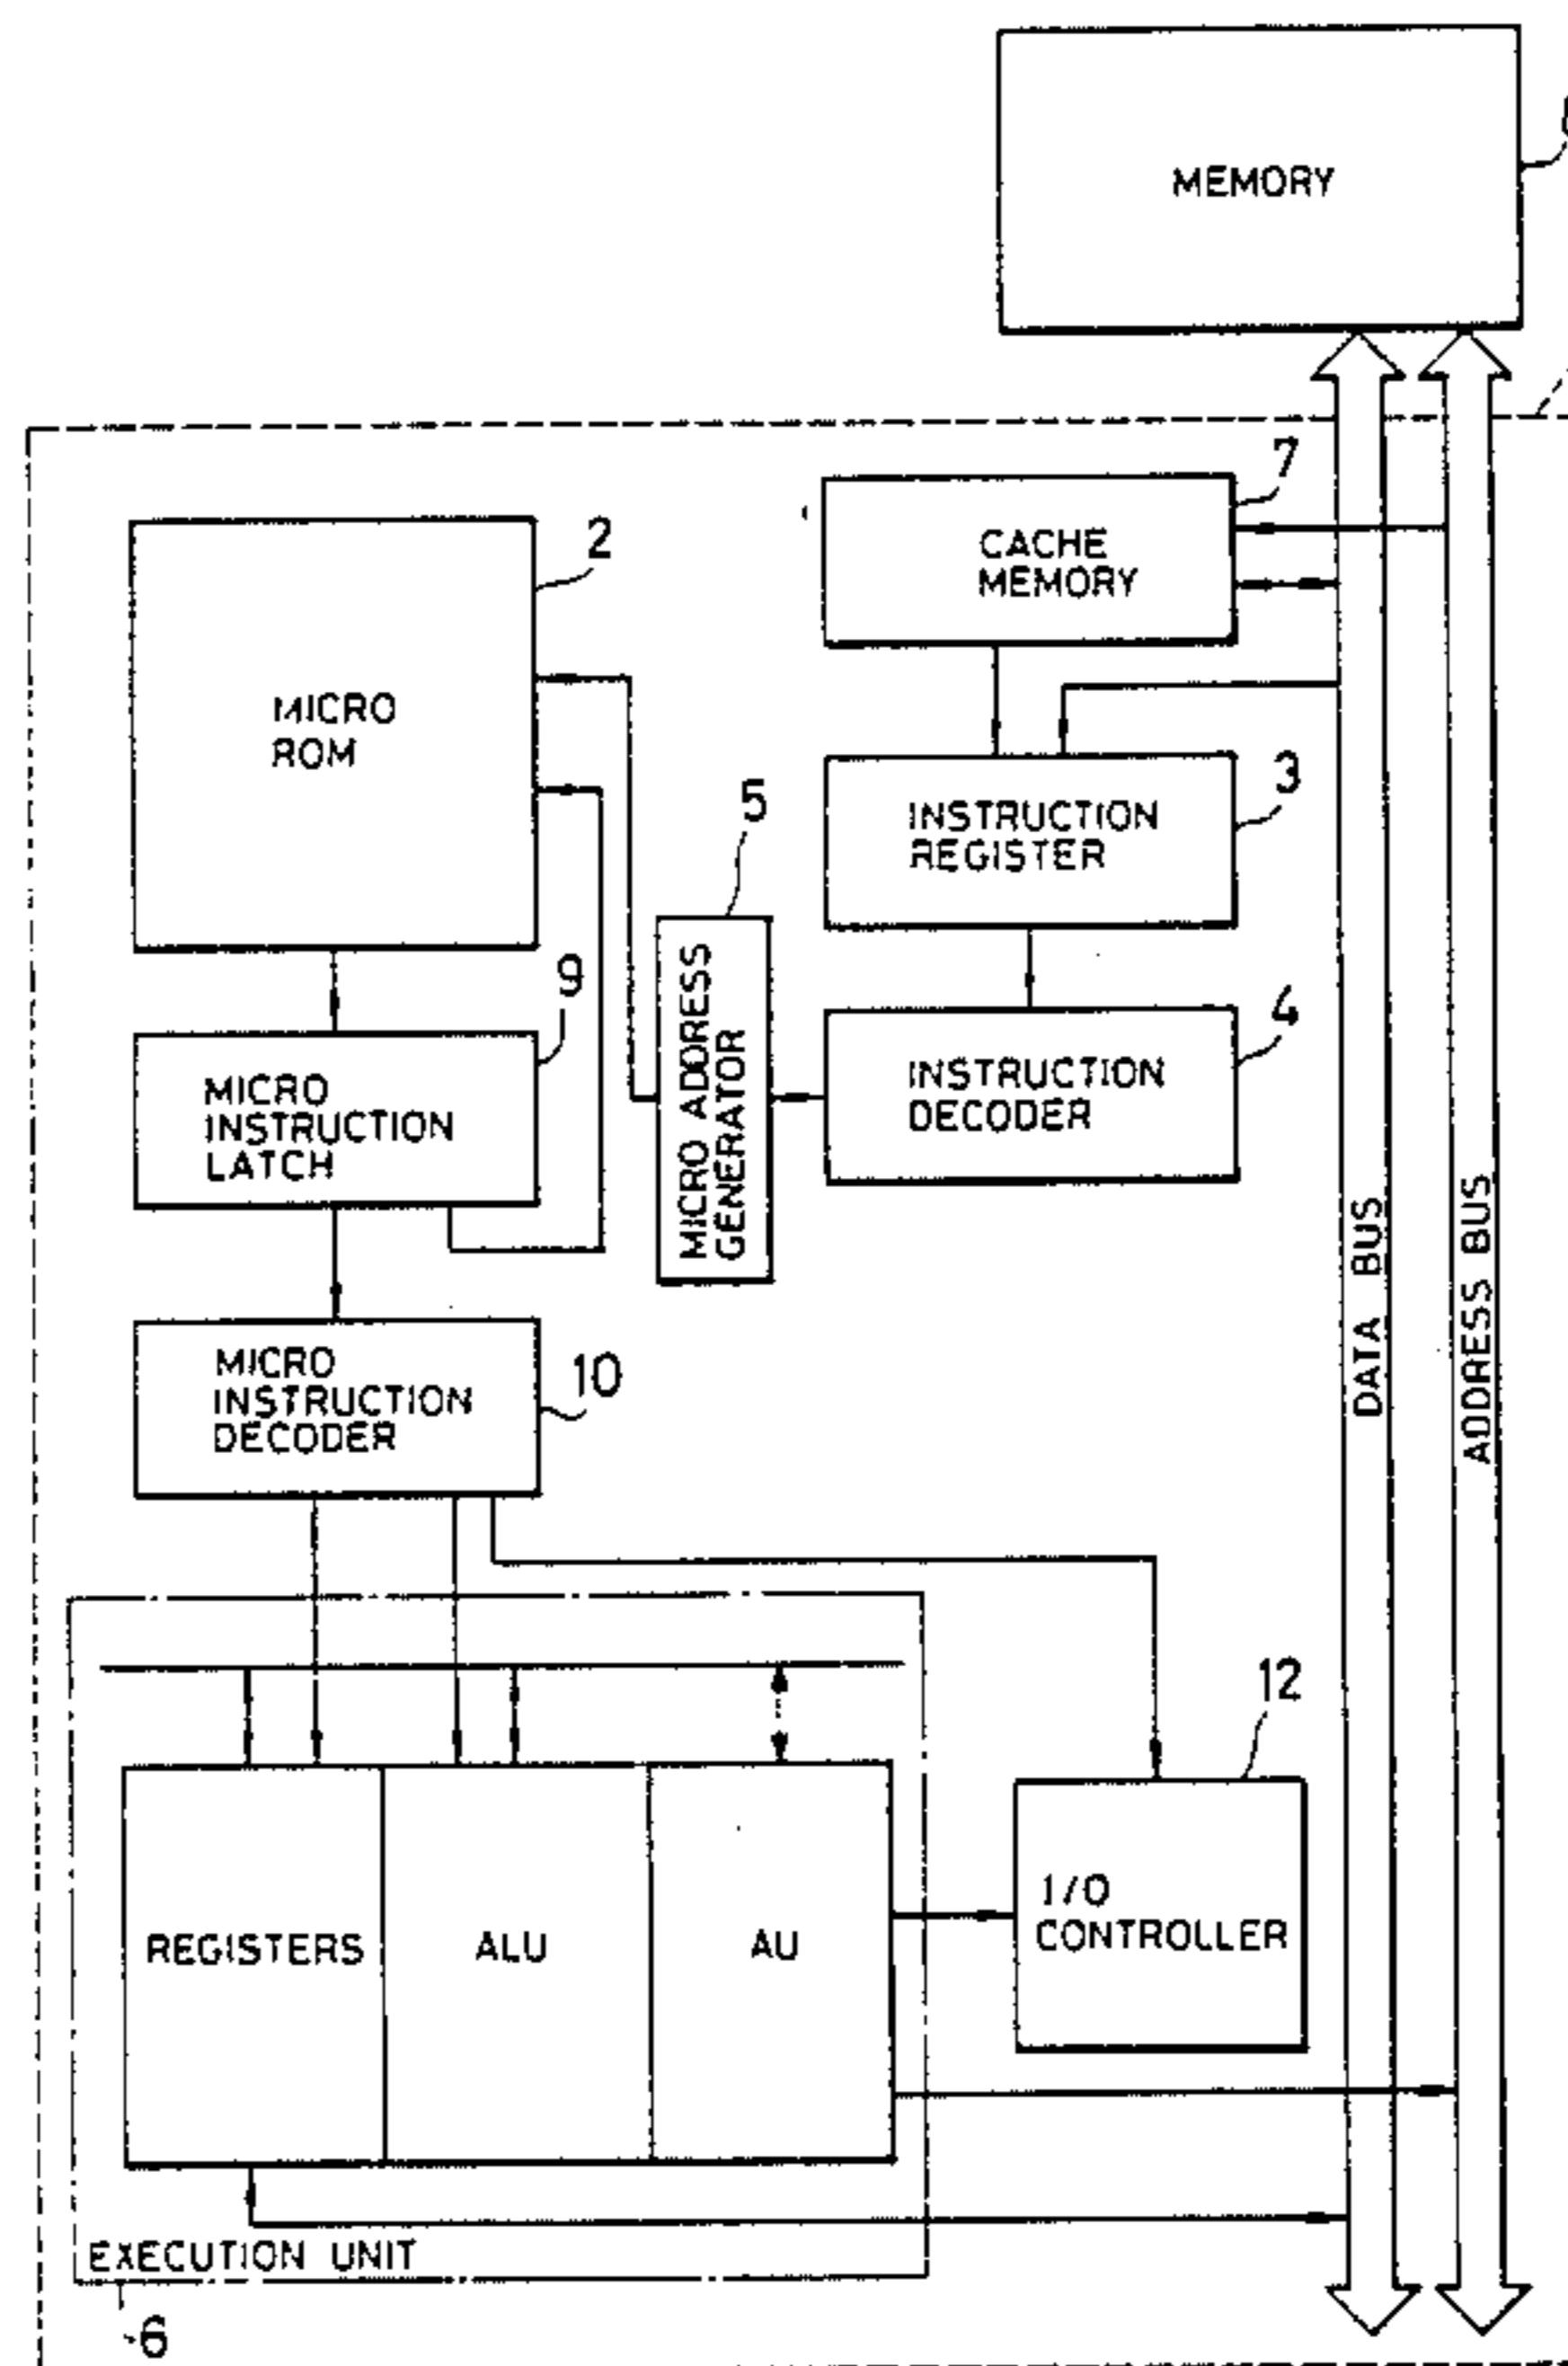 MEMORY
7
CACHE
MEMORY
2
MICRO
ROM
3
INSTRUCTION
REGISTER
5
MICRO ADDRESS
GENERATOR
9
4
MICRO
INSTRUCTION
LATCH
INSTRUCTION
DECODER
DATA BUS
ADDRESS BUS
MICRO
INSTRUCTION
DECODER
10
12
REGISTERS
ALU
AU
I/O
CONTROLLER
EXECUTION UNIT
6